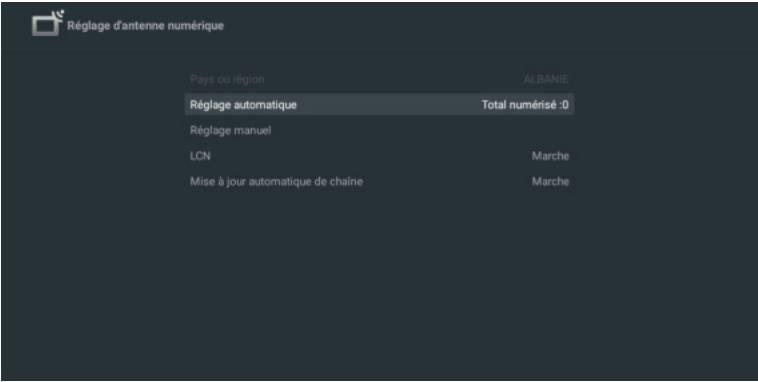 Réglage d'antenne numérique
Pays ou région ALBANIE
Réglage automatique Total numérisé :0
Réglage manuel
LCN Marche
Mise à jour automatique de chaîne Marche